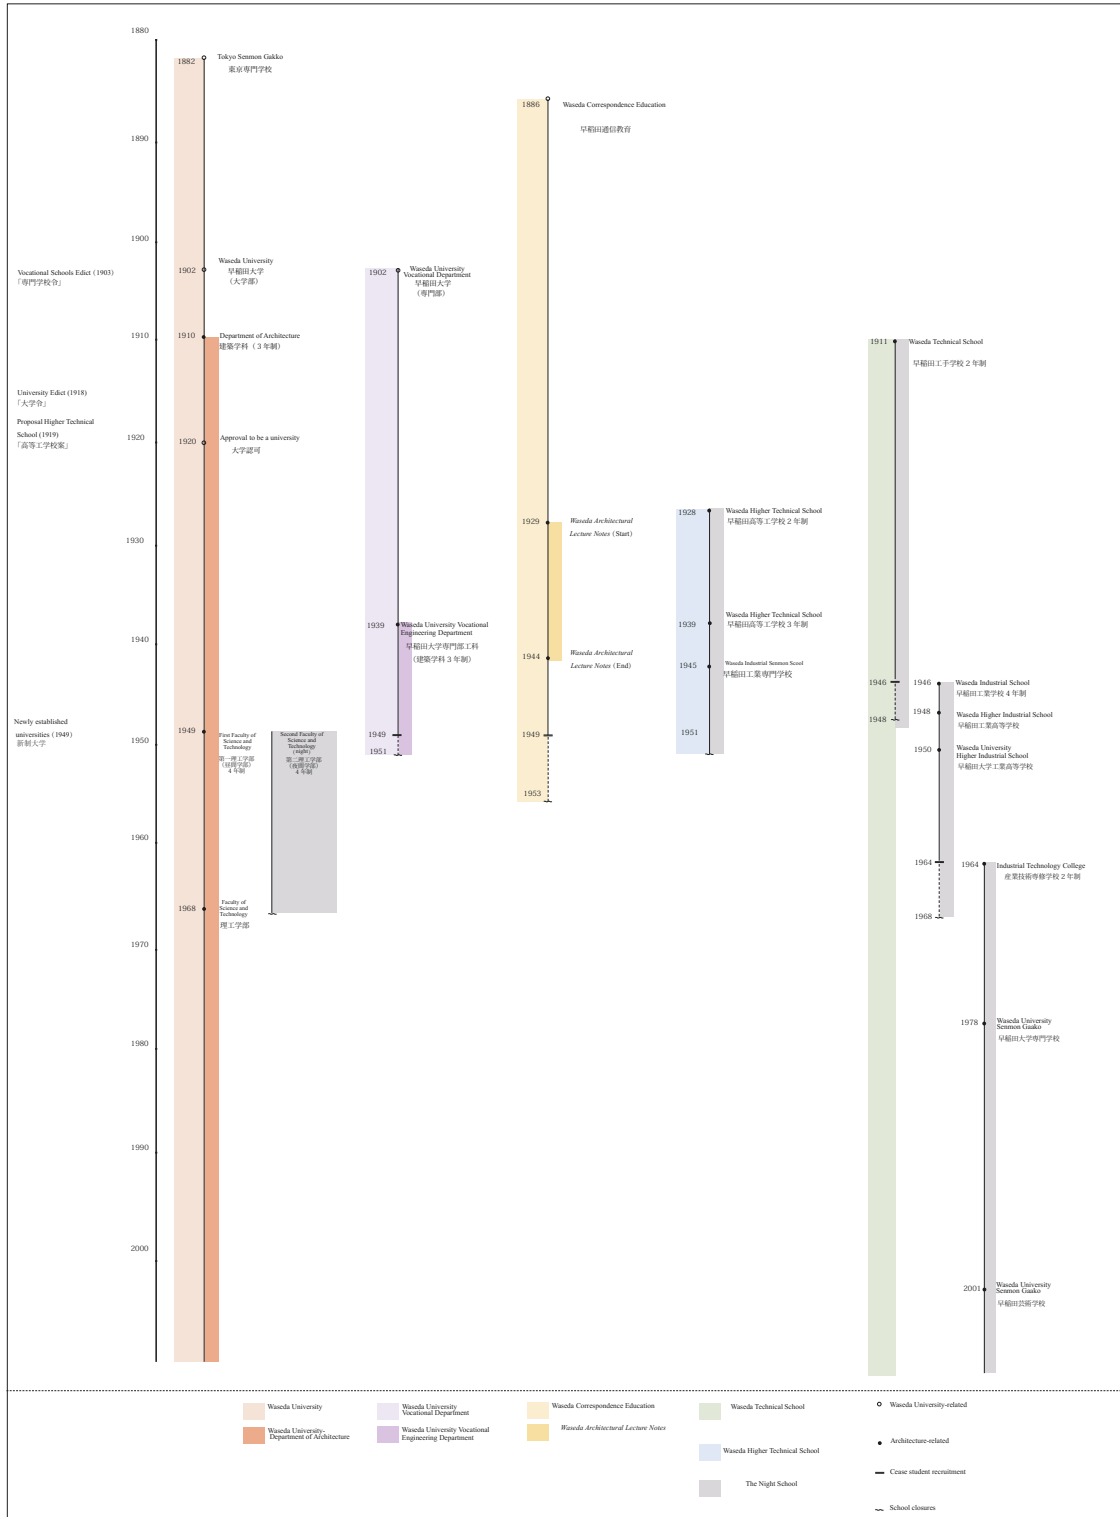 1880
1890
1900
1910
1920
1930
1940
1950
1960
1970
1980
1990
2000
Vocational Schools Edict (1903)
「専門学校令」
University Edict (1918)
「大学令」
Proposal Higher Technical
School (1919)
「高等工学校案」
Newly established
universities (1949)
新制大学
1882
Tokyo Senmon Gakko
東京専門学校
1902
Waseda University
早稲田大学
（大学部）
1910
Department of Architecture
建築学科（3 年制）
1920
Approval to be a university
大学認可
1949
First Faculty of
Science and
Technology
第一理工学部
（昼間学部）
4 年制
Second Faculty of
Science and
Technology
(night)
第二理工学部
（夜間学部）
4 年制
1968
Faculty of
Science and
Technology
理工学部
1902
Waseda University
Vocational Department
早稲田大学
（専門部）
1939
Waseda University Vocational
Engineering Department
早稲田大学専門部工科
（建築学科 3 年制）
1949
1951
1886
Waseda Correspondence Education
早稲田通信教育
1929
Waseda Architectural
Lecture Notes (Start)
1944
Waseda Architectural
Lecture Notes (End)
1949
1953
1928
Waseda Higher Technical School
早稲田高等工学校 2 年制
1939
Waseda Higher Technical School
早稲田高等工学校 3 年制
1945
Waseda Industrial Senmon Scool
早稲田工業専門学校
1951
1911
Waseda Technical School
早稲田工手学校 2 年制
1946
1948
1946
Waseda Industrial School
早稲田工業学校 4 年制
1948
Waseda Higher Industrial School
早稲田工業高等学校
1950
Waseda University
Higher Industrial School
早稲田大学工業高等学校
1964
1968
1964
Industrial Technology College
産業技術専修学校 2 年制
1978
Waseda University
Senmon Gaako
早稲田大学専門学校
2001
Waseda University
Senmon Gaako
早稲田芸術学校
Waseda University
Waseda University-
Department of Architecture
Waseda University
Vocational Department
Waseda University Vocational
Engineering Department
Waseda Correspondence Education
Waseda Architectural Lecture Notes
Waseda Technical School
Waseda Higher Technical School
The Night School
Waseda University-related
Architecture-related
Cease student recruitment
School closures